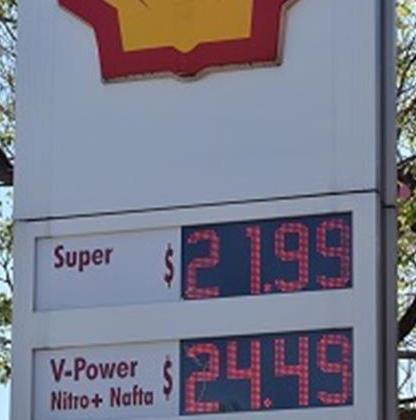 Super $ 21.99
V-Power $ 24.49
Nitro+ Nafta